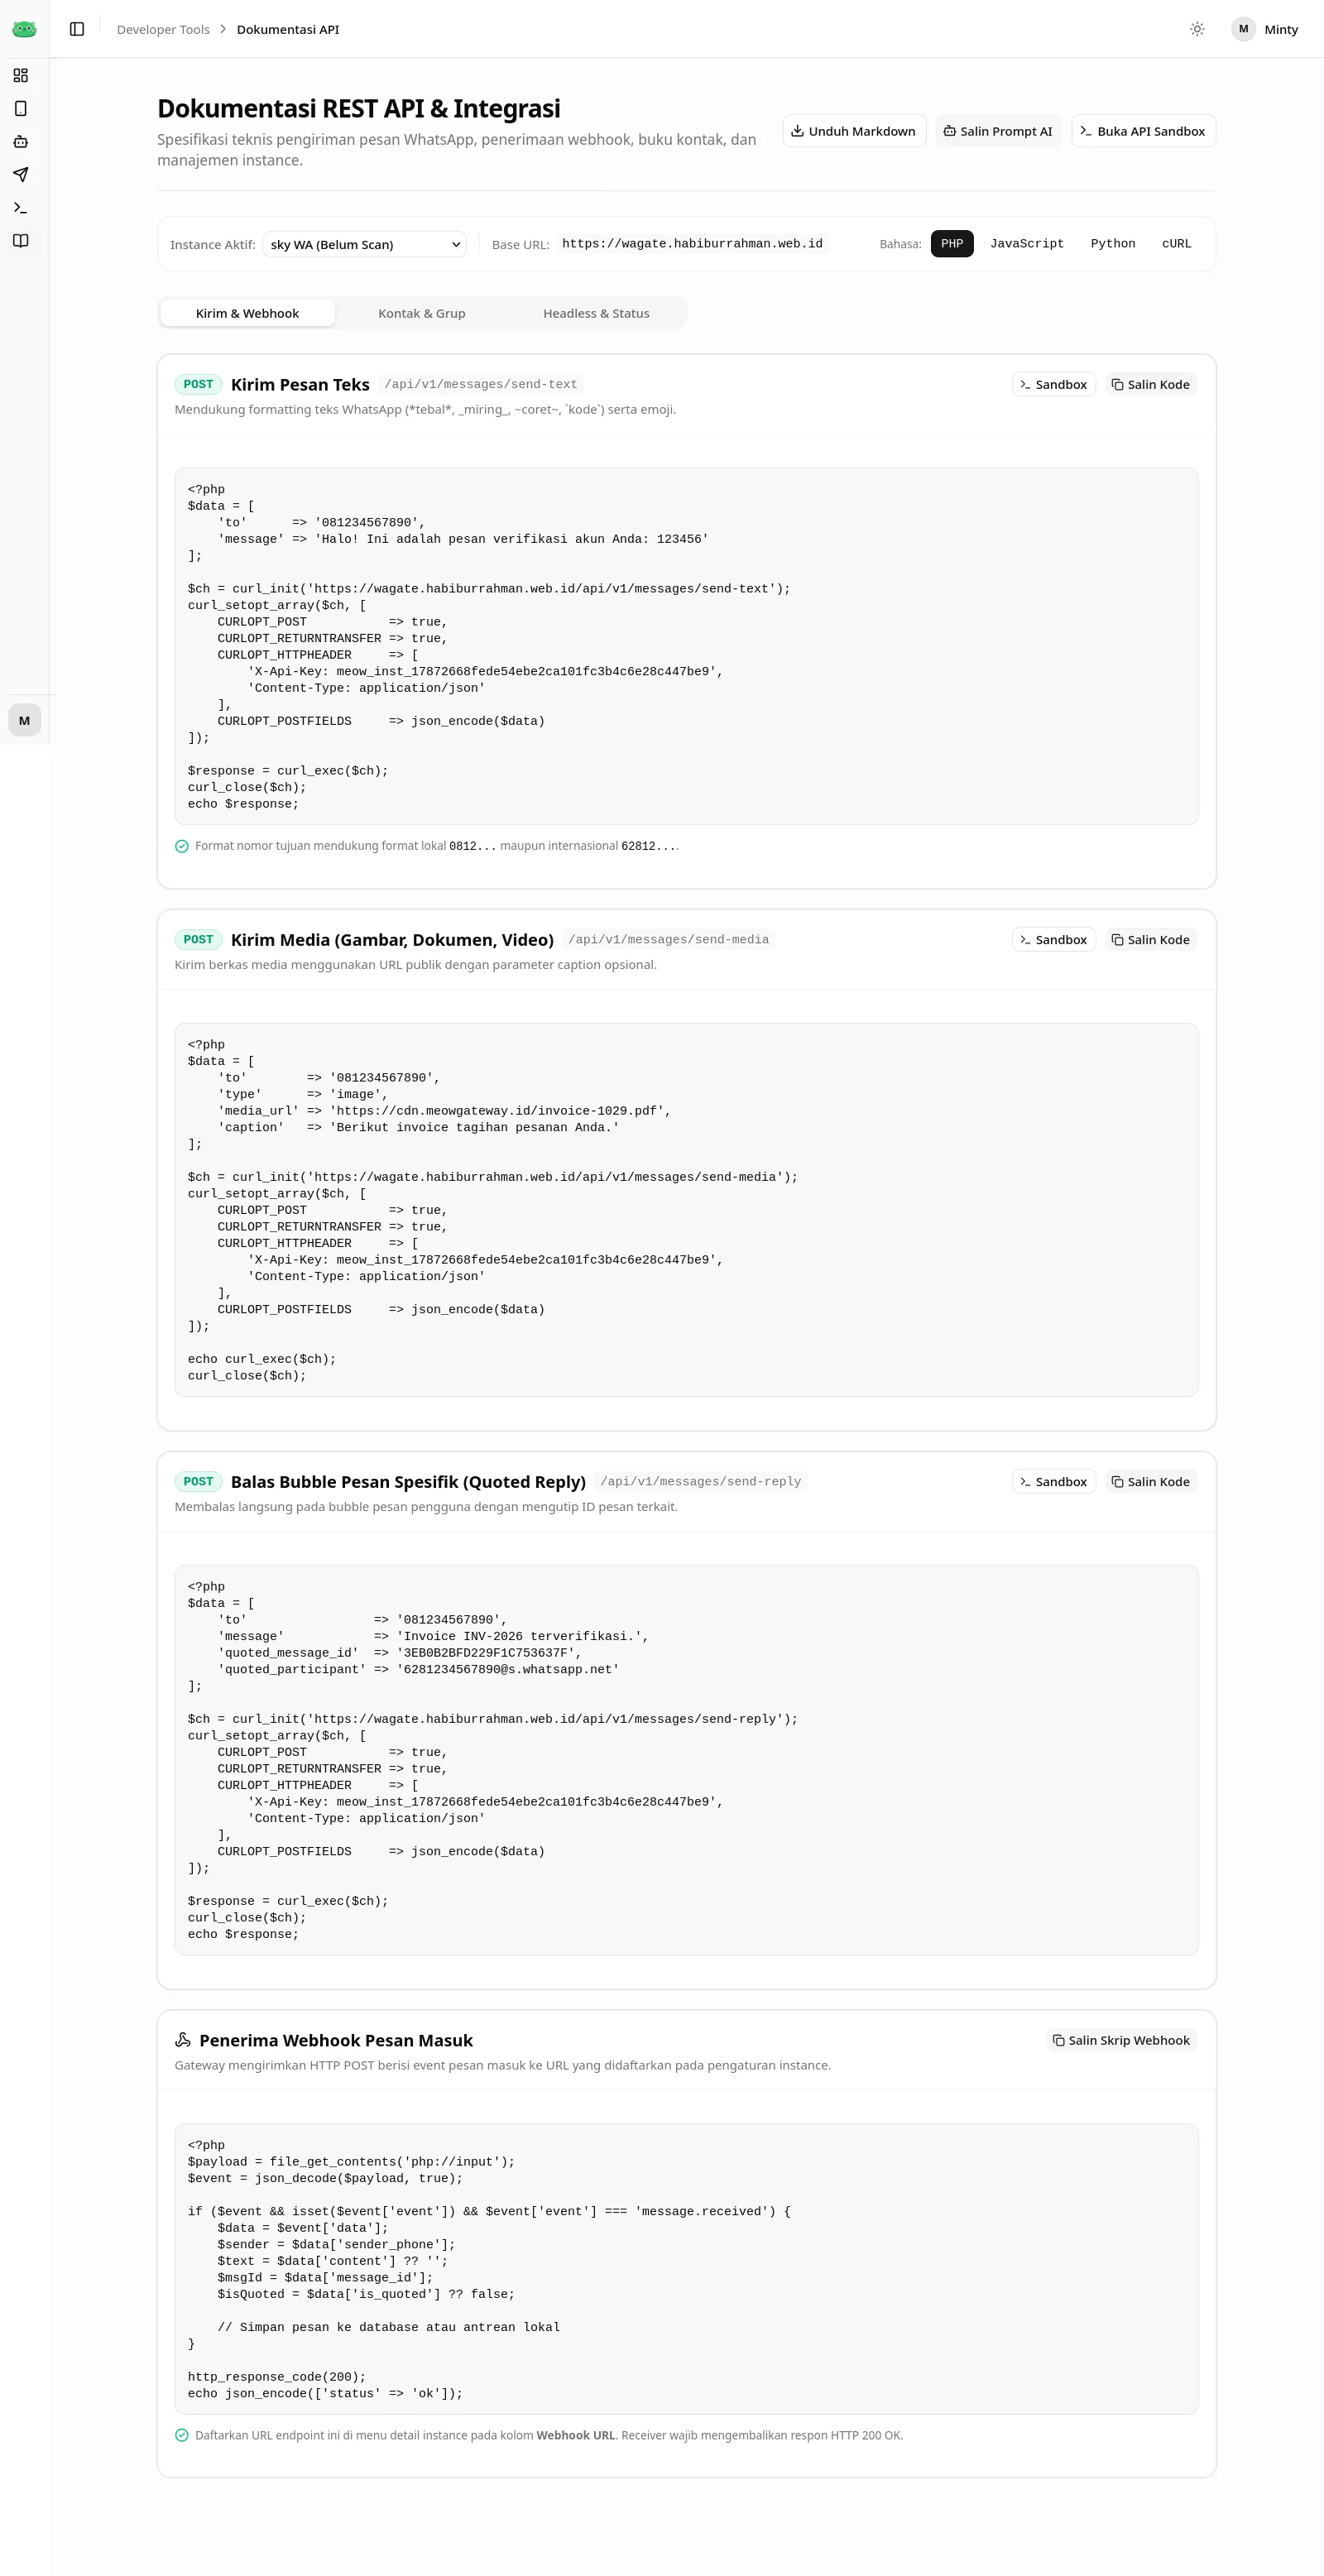 Developer Tools > Dokumentasi API
M Minty
Dokumentasi REST API & Integrasi
Spesifikasi teknis pengiriman pesan WhatsApp, penerimaan webhook, buku kontak, dan
manajemen instance.
Unduh Markdown
Salin Prompt AI
Buka API Sandbox
Instance Aktif: sky WA (Belum Scan) Base URL: https://wagate.habiburrahman.web.id Bahasa: PHP JavaScript Python cURL
Kirim & Webhook Kontak & Grup Headless & Status
POST Kirim Pesan Teks /api/v1/messages/send-text Sandbox Salin Kode
Mendukung formatting teks WhatsApp (*tebal*, _miring_, ~coret~, `kode`) serta emoji.
<?php
$data = [
    'to'      => '081234567890',
    'message' => 'Halo! Ini adalah pesan verifikasi akun Anda: 123456'
];
$ch = curl_init('https://wagate.habiburrahman.web.id/api/v1/messages/send-text');
curl_setopt_array($ch, [
    CURLOPT_POST           => true,
    CURLOPT_RETURNTRANSFER => true,
    CURLOPT_HTTPHEADER     => [
        'X-Api-Key: meow_inst_17872668fede54ebe2ca101fc3b4c6e28c447be9',
        'Content-Type: application/json'
    ],
    CURLOPT_POSTFIELDS     => json_encode($data)
]);
$response = curl_exec($ch);
curl_close($ch);
echo $response;
Format nomor tujuan mendukung format lokal 0812... maupun internasional 62812....
M
POST Kirim Media (Gambar, Dokumen, Video) /api/v1/messages/send-media Sandbox Salin Kode
Kirim berkas media menggunakan URL publik dengan parameter caption opsional.
<?php
$data = [
    'to'        => '081234567890',
    'type'      => 'image',
    'media_url' => 'https://cdn.meowgateway.id/invoice-1029.pdf',
    'caption'   => 'Berikut invoice tagihan pesanan Anda.'
];
$ch = curl_init('https://wagate.habiburrahman.web.id/api/v1/messages/send-media');
curl_setopt_array($ch, [
    CURLOPT_POST           => true,
    CURLOPT_RETURNTRANSFER => true,
    CURLOPT_HTTPHEADER     => [
        'X-Api-Key: meow_inst_17872668fede54ebe2ca101fc3b4c6e28c447be9',
        'Content-Type: application/json'
    ],
    CURLOPT_POSTFIELDS     => json_encode($data)
]);
echo curl_exec($ch);
curl_close($ch);
POST Balas Bubble Pesan Spesifik (Quoted Reply) /api/v1/messages/send-reply Sandbox Salin Kode
Membalas langsung pada bubble pesan pengguna dengan mengutip ID pesan terkait.
<?php
$data = [
    'to'                 => '081234567890',
    'message'            => 'Invoice INV-2026 terverifikasi.',
    'quoted_message_id'  => '3EB0B2BFD229F1C753637F',
    'quoted_participant' => '6281234567890@s.whatsapp.net'
];
$ch = curl_init('https://wagate.habiburrahman.web.id/api/v1/messages/send-reply');
curl_setopt_array($ch, [
    CURLOPT_POST           => true,
    CURLOPT_RETURNTRANSFER => true,
    CURLOPT_HTTPHEADER     => [
        'X-Api-Key: meow_inst_17872668fede54ebe2ca101fc3b4c6e28c447be9',
        'Content-Type: application/json'
    ],
    CURLOPT_POSTFIELDS     => json_encode($data)
]);
$response = curl_exec($ch);
curl_close($ch);
echo $response;
Penerima Webhook Pesan Masuk Salin Skrip Webhook
Gateway mengirimkan HTTP POST berisi event pesan masuk ke URL yang didaftarkan pada pengaturan instance.
<?php
$payload = file_get_contents('php://input');
$event = json_decode($payload, true);
if ($event && isset($event['event']) && $event['event'] === 'message.received') {
    $data = $event['data'];
    $sender = $data['sender_phone'];
    $text = $data['content'] ?? '';
    $msgId = $data['message_id'];
    $isQuoted = $data['is_quoted'] ?? false;
    // Simpan pesan ke database atau antrean lokal
}
http_response_code(200);
echo json_encode(['status' => 'ok']);
Daftarkan URL endpoint ini di menu detail instance pada kolom Webhook URL. Receiver wajib mengembalikan respon HTTP 200 OK.